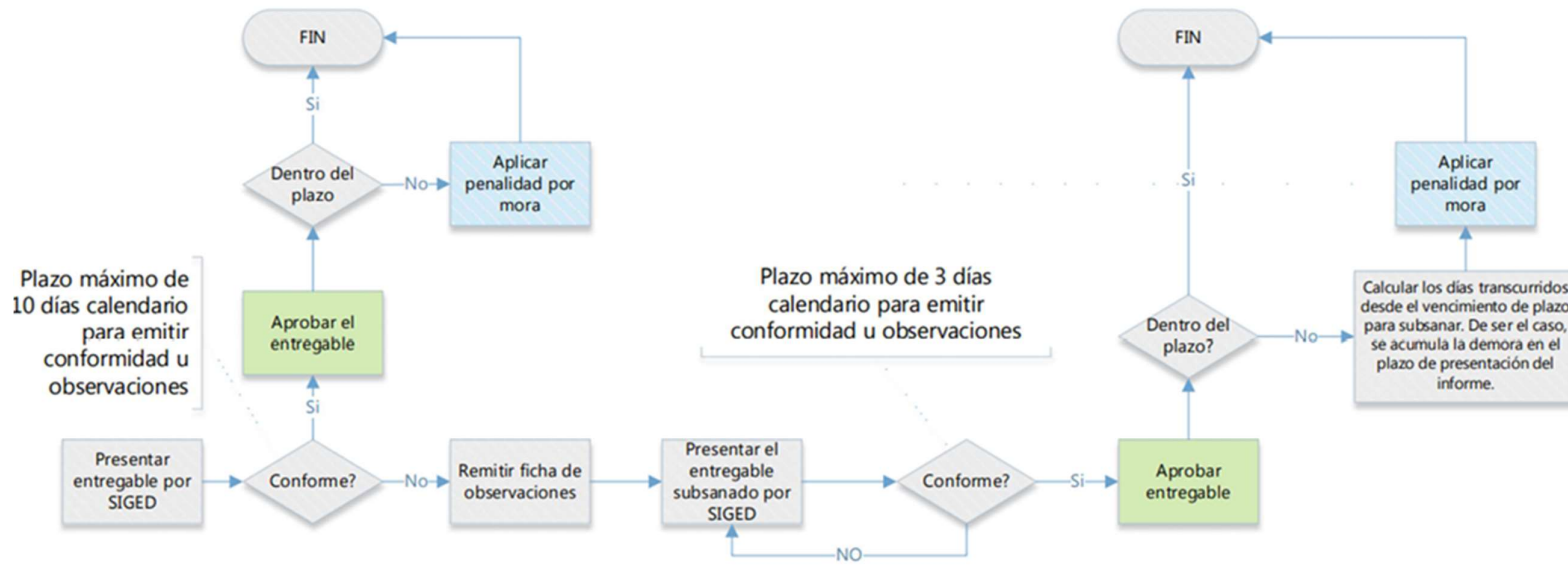 FIN
Si
Dentro del
plazo
No
Aplicar
penalidad por
mora
Plazo máximo de
10 días calendario
para emitir
conformidad u
observaciones
Aprobar el
entregable
Si
Presentar
entregable por
SIGED
Conforme?
No
Remitir ficha de
observaciones
Presentar el
entregable
subsanado por
SIGED
NO
Plazo máximo de 3 días
calendario para emitir
conformidad u observaciones
Conforme?
Si
Aprobar
entregable
Dentro del
plazo?
Si
FIN
No
Calcular los días transcurridos
desde el vencimiento de plazo
para subsanar. De ser el caso,
se acumula la demora en el
plazo de presentación del
informe.
Aplicar
penalidad por
mora